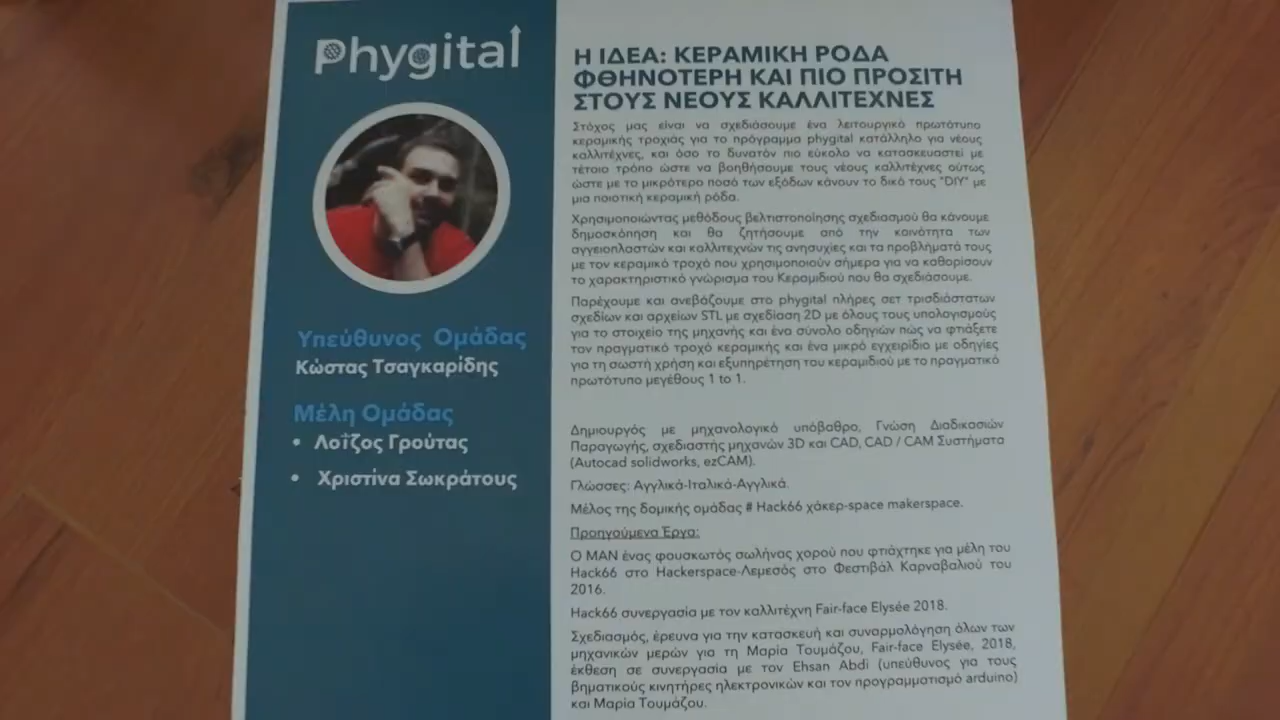 Phygital
Υπεύθυνος Ομάδας
Κώστας Τσαγκαρίδης
Μέλη Ομάδας
• Λοΐζος Γρούτας
• Χριστίνα Σωκράτους
Η ΙΔΕΑ: ΚΕΡΑΜΙΚΗ ΡΟΔΑ
ΦΘΗΝΟΤΕΡΗ ΚΑΙ ΠΙΟ ΠΡΟΣΙΤΗ
ΣΤΟΥΣ ΝΕΟΥΣ ΚΑΛΛΙΤΕΧΝΕΣ
Στόχος μας είναι να σχεδιάσουμε ένα λειτουργικό πρωτότυπο
κεραμικής τροχιάς για το πρόγραμμα phygital κατάλληλο για νέους
καλλιτέχνες, και όσο το δυνατόν πιο εύκολο να κατασκευαστεί με
τέτοιο τρόπο ώστε να βοηθήσουμε τους νέους καλλιτέχνες ούτως
ώστε με το μικρότερο ποσό των εξόδων κάνουν το δικό τους "DIY" με
μια ποιοτική κεραμική ρόδα.
Χρησιμοποιώντας μεθόδους βελτιστοποίησης σχεδιασμού θα κάνουμε
δημοσκόπηση και θα ζητήσουμε από την κοινότητα των
αγγειοπλαστών και καλλιτεχνών τις ανησυχίες και τα προβλήματά τους
με τον κεραμικό τροχό που χρησιμοποιούν σήμερα για να καθορίσουν
το χαρακτηριστικό γνώρισμα του Κεραμιδιού που θα σχεδιάσουμε.
Παρέχουμε και ανεβάζουμε στο phygital πλήρες σετ τρισδιάστατων
σχεδίων και αρχείων STL με σχεδίαση 2D με όλους τους υπολογισμούς
για το στοιχείο της μηχανής και ένα σύνολο οδηγιών πώς να φτιάξετε
τον πραγματικό τροχό κεραμικής και ένα μικρό εγχειρίδιο με οδηγίες
για τη σωστή χρήση και εξυπηρέτηση του κεραμιδιού με το πραγματικό
πρωτότυπο μεγέθους 1 to 1.
Δημιουργός με μηχανολογικό υπόβαθρο, Γνώση Διαδικασιών
Παραγωγής, σχεδιαστής μηχανών 3D και CAD, CAD / CAM Συστήματα
(Autocad solidworks, ezCAM).
Γλώσσες: Αγγλικά-Ιταλικά-Αγγλικά.
Μέλος της δομικής ομάδας # Hack66 χάκερ-space makerspace.
Προηγούμενα Έργα:
Ο MAN ένας φουσκωτός σωλήνας χορού που φτιάχτηκε για μέλη του
Hack66 στο Hackerspace-Λεμεσός στο Φεστιβάλ Καρναβαλιού του
2016.
Hack66 συνεργασία με τον καλλιτέχνη Fair-face Elysée 2018.
Σχεδιασμός, έρευνα για την κατασκευή και συναρμολόγηση όλων των
μηχανικών μερών για τη Μαρία Τουμάζου, Fair-face Elysée, 2018,
έκθεση σε συνεργασία με τον Ehsan Abdi (υπεύθυνος για τους
βηματικούς κινητήρες ηλεκτρονικών και τον προγραμματισμό arduino)
και Μαρία Τουμάζου.